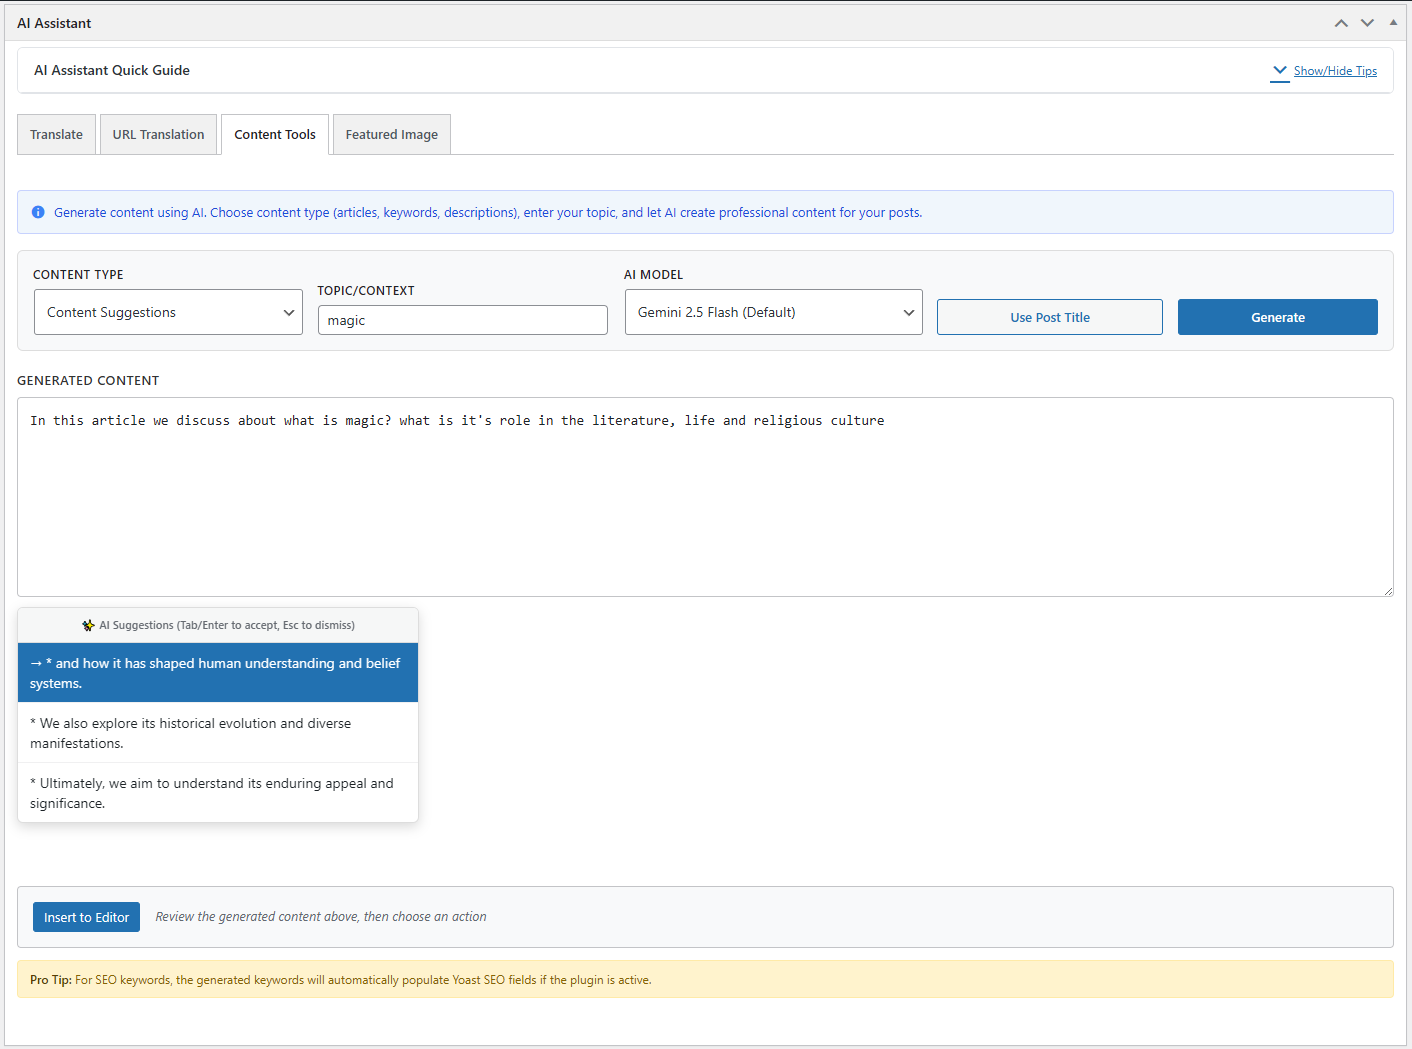 AI Assistant
AI Assistant Quick Guide
Show/Hide Tips
Translate
URL Translation
Content Tools
Featured Image
Generate content using AI. Choose content type (articles, keywords, descriptions), enter your topic, and let AI create professional content for your posts.
CONTENT TYPE
Content Suggestions
TOPIC/CONTEXT
magic
AI MODEL
Gemini 2.5 Flash (Default)
Use Post Title
Generate
GENERATED CONTENT
In this article we discuss about what is magic? what is it's role in the literature, life and religious culture
✨ AI Suggestions (Tab/Enter to accept, Esc to dismiss)
→ * and how it has shaped human understanding and belief
systems.
* We also explore its historical evolution and diverse
manifestations.
* Ultimately, we aim to understand its enduring appeal and
significance.
Insert to Editor
Review the generated content above, then choose an action
Pro Tip: For SEO keywords, the generated keywords will automatically populate Yoast SEO fields if the plugin is active.